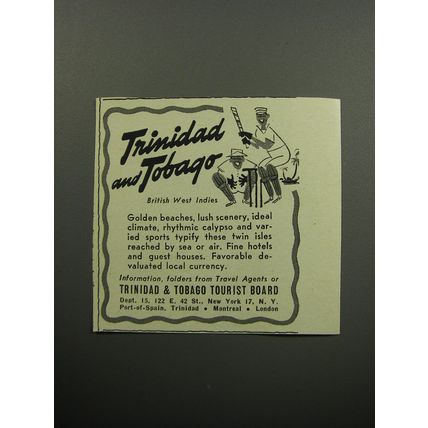 Trinidad
and Tobago
British West Indies
Golden beaches, lush scenery, ideal
climate, rhythmic calypso and var-
ied sports typify these twin isles
reached by sea or air. Fine hotels
and guest houses. Favorable de-
valuated local currency.
Information, folders from Travel Agents or
TRINIDAD & TOBAGO TOURIST BOARD
Dept. 15, 122 E. 42 St., New York 17, N. Y.
Port-of-Spain, Trinidad • Montreal • London